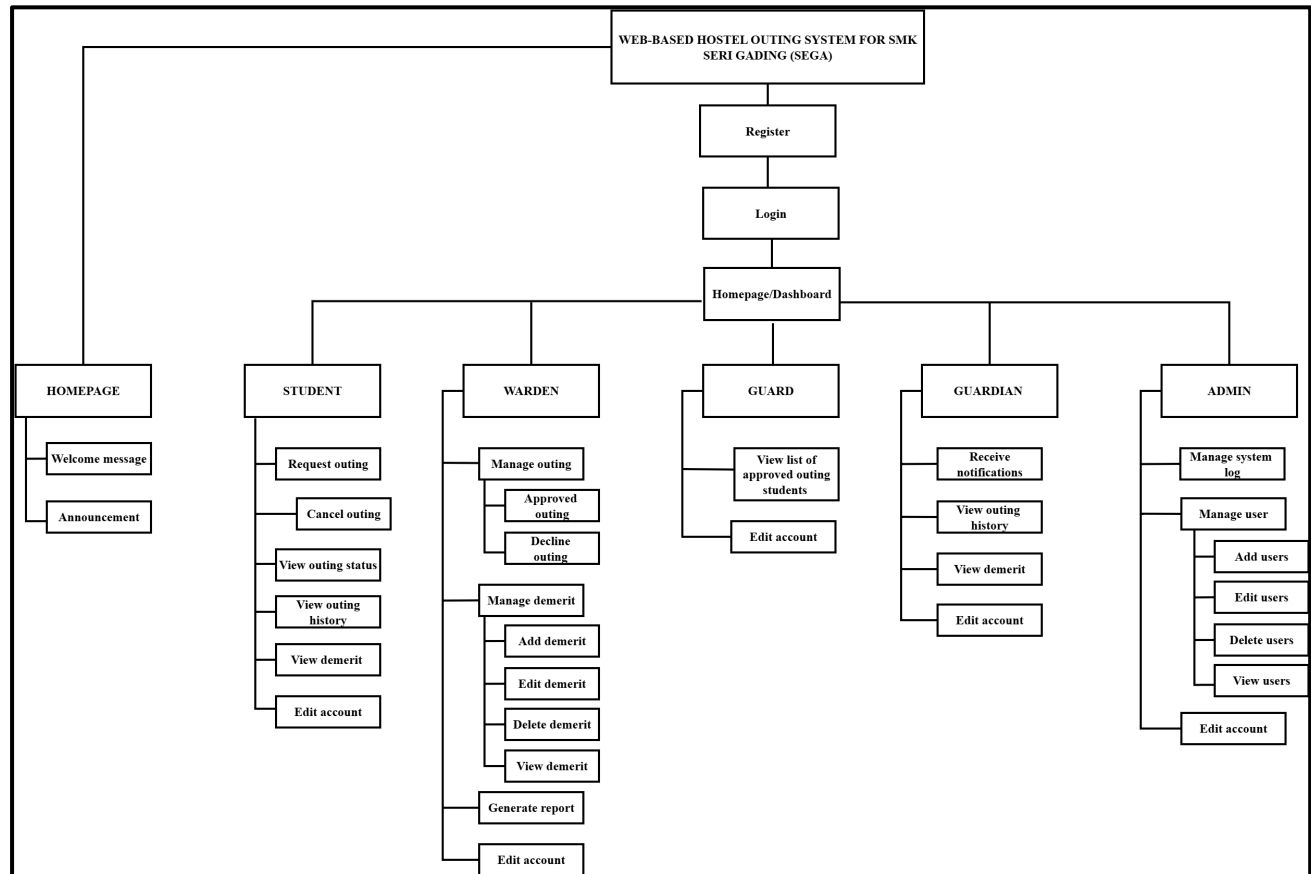 WEB-BASED HOSTEL OUTING SYSTEM FOR SMK
SERI GADING (SEGA)
Register
Login
Homepage/Dashboard
HOMEPAGE
Welcome message
Announcement
STUDENT
Request outing
Cancel outing
View outing status
View outing
history
View demerit
Edit account
WARDEN
Manage outing
Approved
outing
Decline
outing
Manage demerit
Add demerit
Edit demerit
Delete demerit
View demerit
Generate report
Edit account
GUARD
View list of
approved outing
students
Edit account
GUARDIAN
Receive
notifications
View outing
history
View demerit
Edit account
ADMIN
Manage system
log
Manage user
Add users
Edit users
Delete users
View users
Edit account